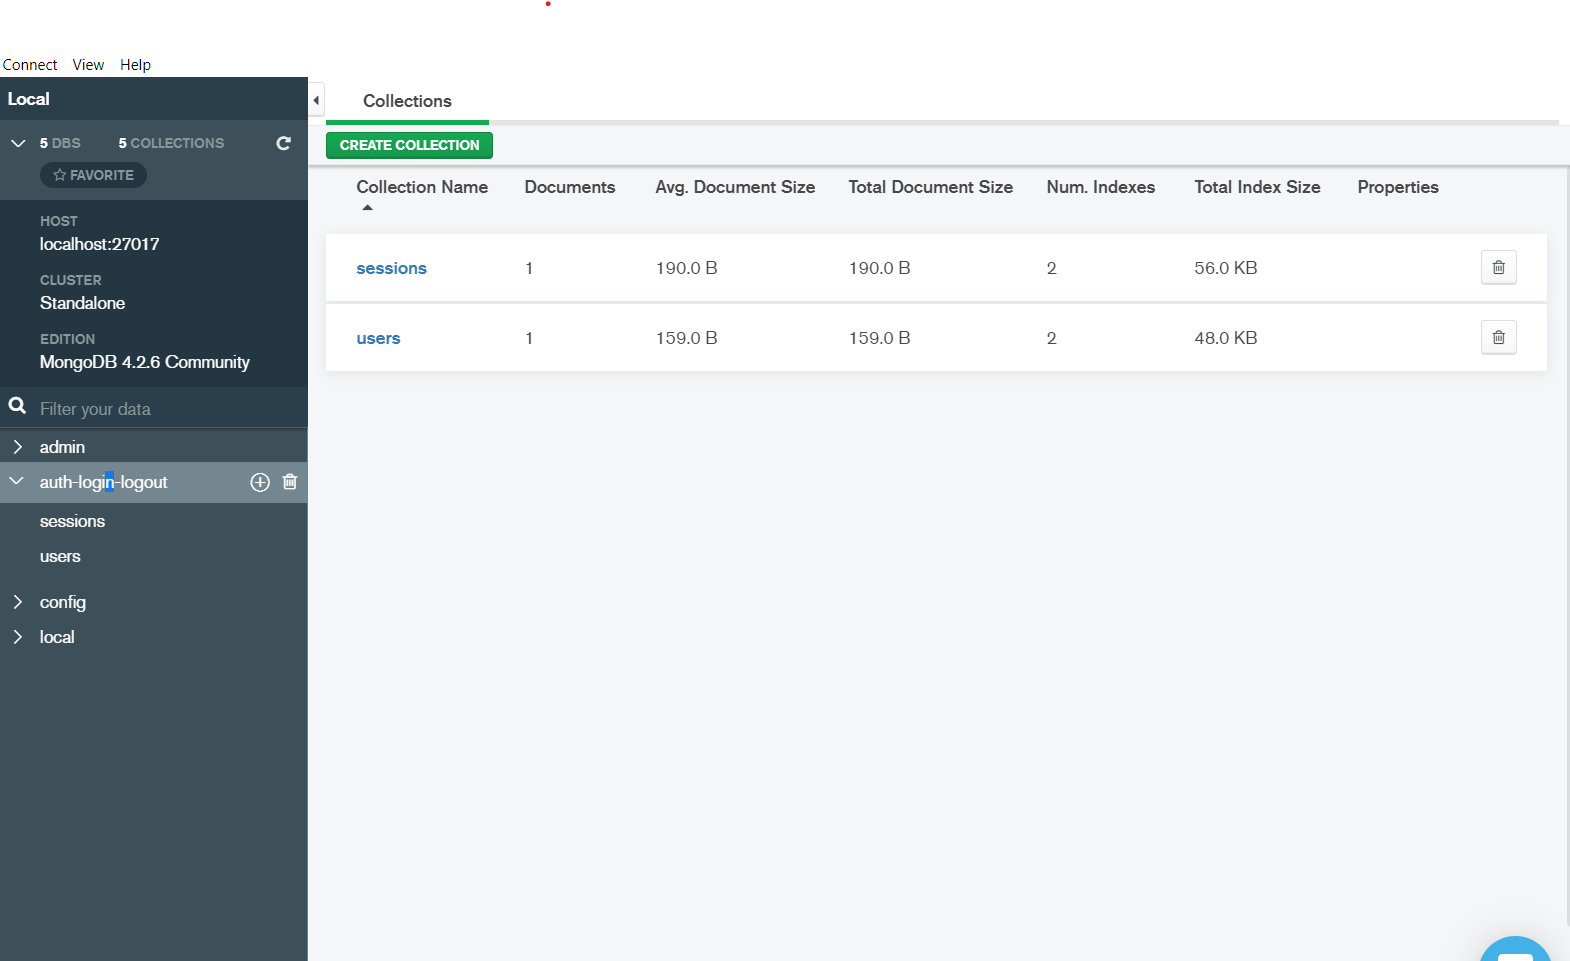 Connect View Help
Local
5 DBS 5 COLLECTIONS
FAVORITE
HOST
localhost:27017
CLUSTER
Standalone
EDITION
MongoDB 4.2.6 Community
Filter your data
admin
auth-login-logout
sessions
users
config
local
Collections
CREATE COLLECTION
Collection Name Documents Avg. Document Size Total Document Size Num. Indexes Total Index Size Properties
sessions 1 190.0 B 190.0 B 2 56.0 KB
users 1 159.0 B 159.0 B 2 48.0 KB